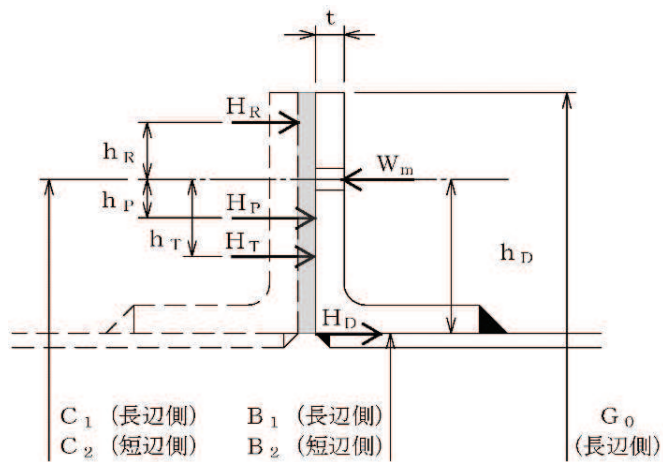 t
H_R
h_R
W_m
h_P
H_P
h_T
H_T
h_D
H_D
C_1 (長辺側) B_1 (長辺側) G_0
C_2 (短辺側) B_2 (短辺側) (長辺側)